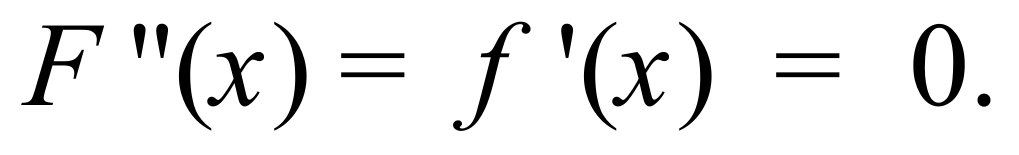 F "(x) = f '(x) = 0.